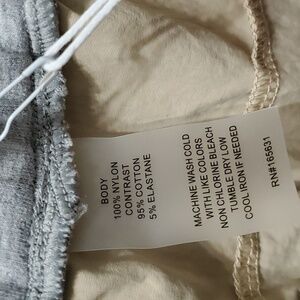 BODY
100% NYLON
CONTRAST
95% COTTON
5% ELASTANE
MACHINE WASH COLD
WITH LIKE COLORS
NON CHLORINE BLEACH
TUMBLE DRY LOW
COOL IRON IF NEEDED
RN#165631